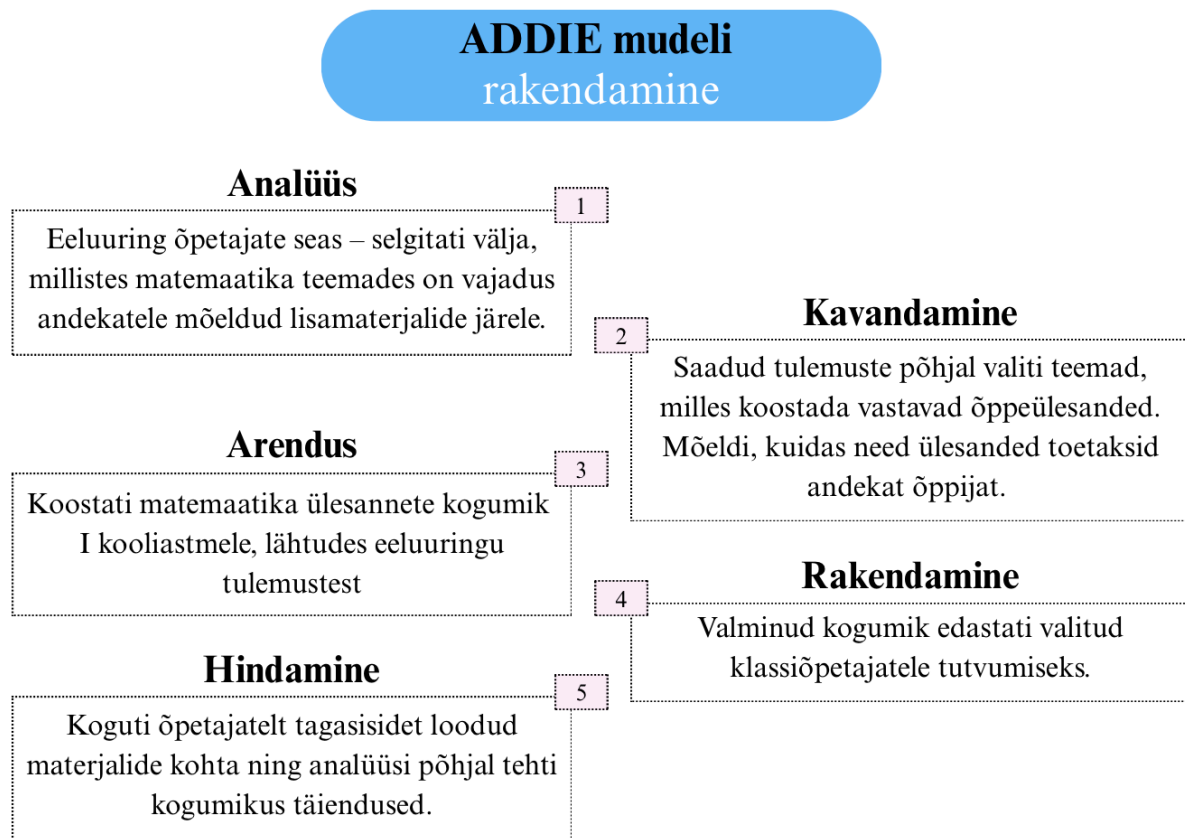 ADDIE mudeli
rakendamine
Analüüs
1
Eeluuring õpetajate seas – selgitati välja,
millistes matemaatika teemades on vajadus
andekatele mõeldud lisamaterjalide järele.
Kavandamine
2
Saadud tulemuste põhjal valiti teemad,
milles koostada vastavad õppeülesanded.
Mõeldi, kuidas need ülesanded toetaksid
andekat õppijat.
Arendus
3
Koostati matemaatika ülesannete kogumik
I kooliastmele, lähtudes eeluuringu
tulemustest
Rakendamine
4
Valminud kogumik edastati valitud
klassiõpetajatele tutvumiseks.
Hindamine
5
Koguti õpetajatelt tagasisidet loodud
materjalide kohta ning analüüsi põhjal tehti
kogumikus täiendused.